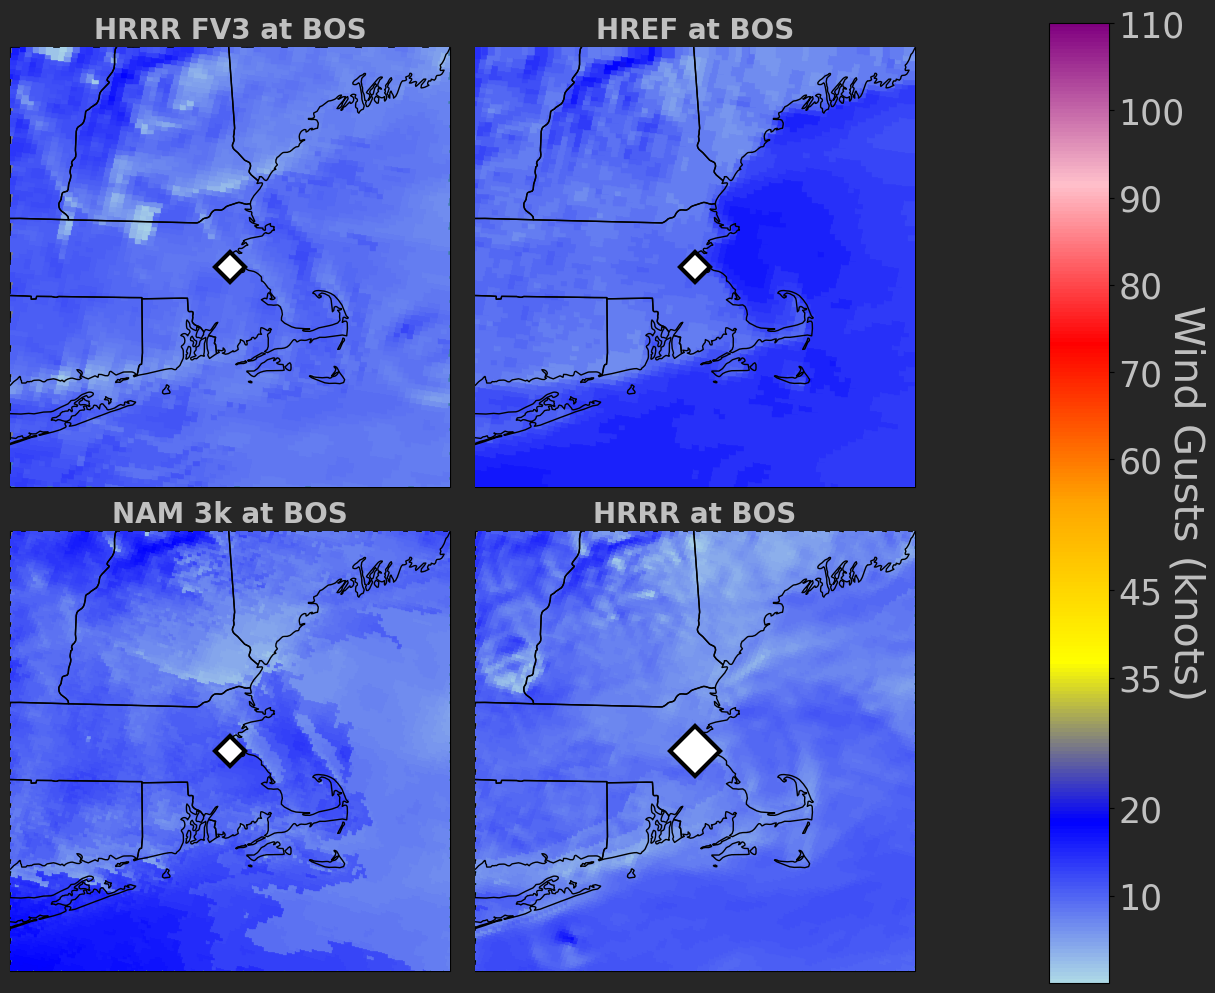 HRRR FV3 at BOS
HREF at BOS
NAM 3k at BOS
HRRR at BOS
110
100
90
80
70
60
45
35
20
10
Wind Gusts (knots)